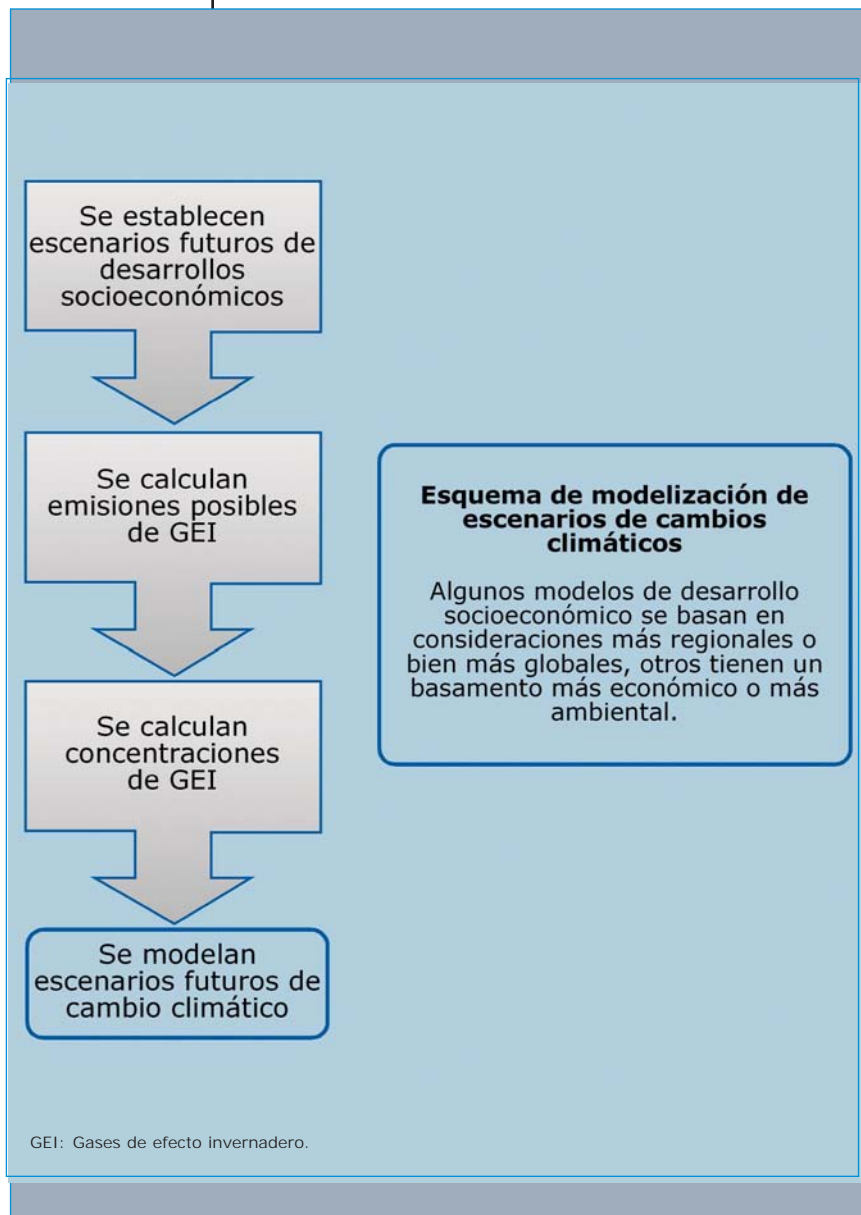 Se establecen
escenarios futuros de
desarrollos
socioeconómicos
Se calculan
emisiones posibles
de GEI
Se calculan
concentraciones
de GEI
Se modelan
escenarios futuros de
cambio climático
Esquema de modelización de
escenarios de cambios
climáticos
Algunos modelos de desarrollo
socioeconómico se basan en
consideraciones más regionales o
bien más globales, otros tienen un
basamento más económico o más
ambiental.
GEI: Gases de efecto invernadero.